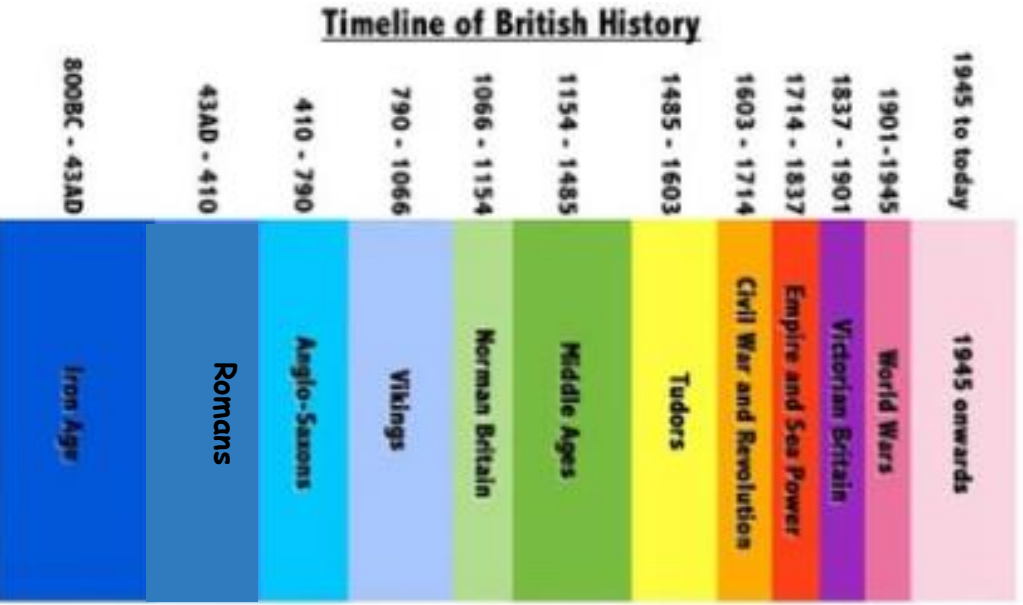 Timeline of British History
800BC - 43AD
43AD - 410
410 - 790
790 - 1066
1066 - 1154
1154 - 1485
1485 - 1603
1603 - 1714
1714 - 1837
1837 - 1901
1901-1945
1945 to today
Iron Age
Romans
Anglo-Saxons
Vikings
Norman Britain
Middle Ages
Tudors
Civil War and Revolution
Empire and Sea Power
Victorian Britain
World Wars
1945 onwards